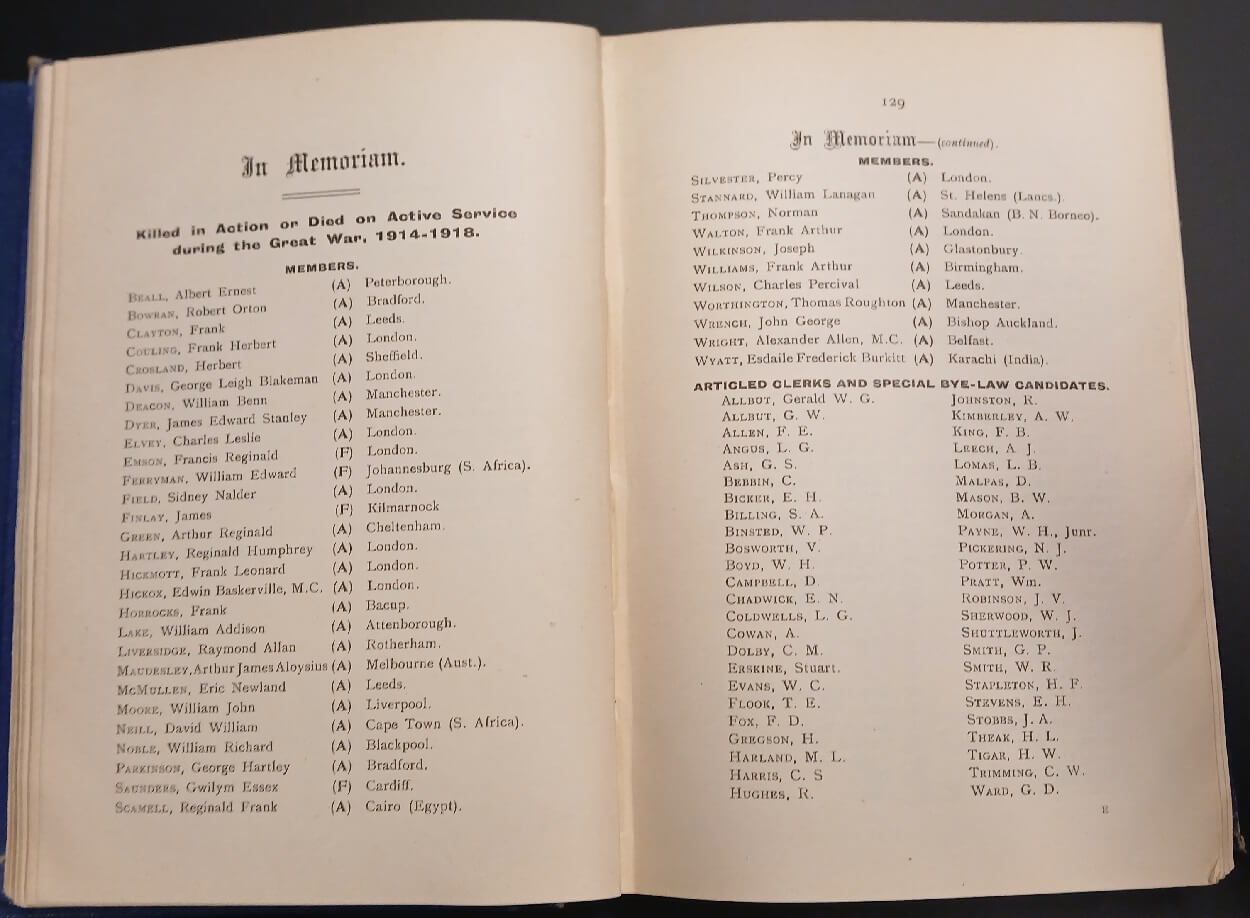 In Memoriam.
Killed in Action or Died on Active Service
during the Great War, 1914-1918.
MEMBERS.
BEALL, Albert Ernest (A) Peterborough.
BOWRAN, Robert Orton (A) Bradford.
CLAYTON, Frank (A) Leeds.
COULING, Frank Herbert (A) London.
CROSLAND, Herbert (A) Sheffield.
DAVIS, George Leigh Blakeman (A) London.
DEACON, William Benn (A) Manchester.
DYER, James Edward Stanley (A) Manchester.
ELVEY, Charles Leslie (A) London.
EMSON, Francis Reginald (F) London.
FERRYMAN, William Edward (F) Johannesburg (S. Africa).
FIELD, Sidney Nalder (A) London.
FINLAY, James (F) Kilmarnock
GREEN, Arthur Reginald (A) Cheltenham.
HARTLEY, Reginald Humphrey (A) London.
HICKMOTT, Frank Leonard (A) London.
HICKOX, Edwin Baskerville, M.C. (A) London.
HORROCKS, Frank (A) Bacup.
LAKE, William Addison (A) Attenborough.
LIVERSIDGE, Raymond Allan (A) Rotherham.
MAUDESLEY, Arthur James Aloysius (A) Melbourne (Aust.).
MCMULLEN, Eric Newland (A) Leeds.
MOORE, William John (A) Liverpool.
NEILL, David William (A) Cape Town (S. Africa).
NOBLE, William Richard (A) Blackpool.
PARKINSON, George Hartley (A) Bradford.
SAUNDERS, Gwilym Essex (F) Cardiff.
SCAMELL, Reginald Frank (A) Cairo (Egypt).
129
In Memoriam—(continued).
MEMBERS.
SILVESTER, Percy (A) London.
STANNARD, William Lanagan (A) St. Helens (Lancs.).
THOMPSON, Norman (A) Sandakan (B. N. Borneo).
WALTON, Frank Arthur (A) London.
WILKINSON, Joseph (A) Glastonbury.
WILLIAMS, Frank Arthur (A) Birmingham.
WILSON, Charles Percival (A) Leeds.
WORTHINGTON, Thomas Roughton (A) Manchester.
WRENCH, John George (A) Bishop Auckland.
WRIGHT, Alexander Allen, M.C. (A) Belfast.
WYATT, Esdaile Frederick Burkitt (A) Karachi (India).
ARTICLED CLERKS AND SPECIAL BYE-LAW CANDIDATES.
ALLBUT, Gerald W. G.
ALLBUT, G. W.
ALLEN, F. E.
ANGUS, L. G.
ASH, G. S.
BEBBIN, C.
BICKER, E. H.
BILLING, S. A.
BINSTED, W. P.
BOSWORTH, V.
BOYD, W. H.
CAMPBELL, D.
CHADWICK, E. N.
COLDWELLS, L. G.
COWAN, A.
DOLBY, C. M.
ERSKINE, Stuart.
EVANS, W. C.
FLOOK, T. E.
FOX, F. D.
GREGSON, H.
HARLAND, M. L.
HARRIS, C. S
HUGHES, R.
JOHNSTON, R.
KIMBERLEY, A. W.
KING, F. B.
LEECH, A. J.
LOMAS, L. B.
MALPAS, D.
MASON, B. W.
MORGAN, A.
PAYNE, W. H., Junr.
PICKERING, N. J.
POTTER, P. W.
PRATT, Wm.
ROBINSON, J. V.
SHERWOOD, W. J.
SHUTTLEWORTH, J.
SMITH, G. P.
SMITH, W. R.
STAPLETON, H. F.
STEVENS, E. H.
STOBBS, J. A.
THEAK, H. L.
TIGAR, H. W.
TRIMMING, C. W.
WARD, G. D.
E